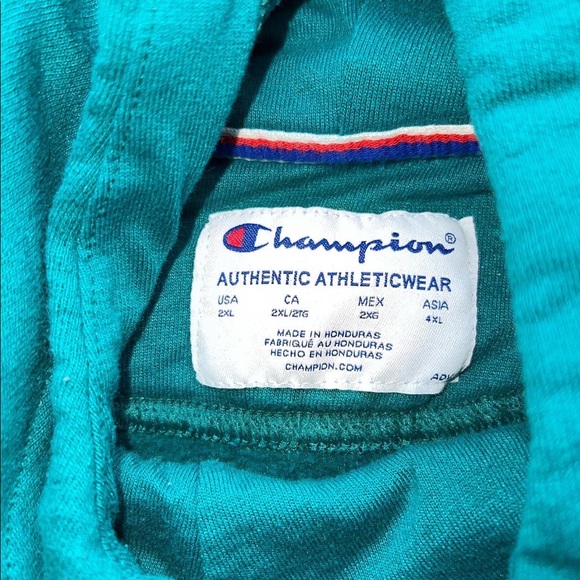 Champion®
AUTHENTIC ATHLETICWEAR
USA CA MEX ASIA
2XL 2XL/2TG 2XG 4XL
MADE IN HONDURAS
FABRIQUÉ AU HONDURAS
HECHO EN HONDURAS
CHAMPION.COM